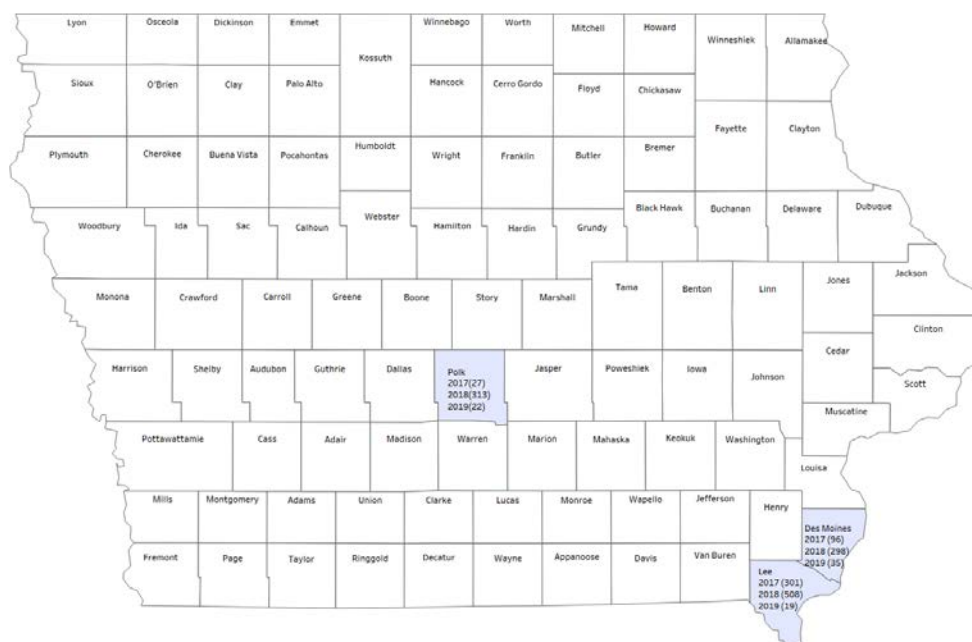 Lyon
Osceola
Dickinson
Emmet
Kossuth
Winnebago
Worth
Mitchell
Howard
Winneshiek
Allamakee
Sioux
O'Brien
Clay
Palo Alto
Hancock
Cerro Gordo
Floyd
Chickasaw
Fayette
Clayton
Plymouth
Cherokee
Buena Vista
Pocahontas
Humboldt
Wright
Franklin
Butler
Bremer
Woodbury
Ida
Sac
Calhoun
Webster
Hamilton
Hardin
Grundy
Black Hawk
Buchanan
Delaware
Dubuque
Monona
Crawford
Carroll
Greene
Boone
Story
Marshall
Tama
Benton
Linn
Jones
Jackson
Clinton
Harrison
Shelby
Audubon
Guthrie
Dallas
Polk
2017(27)
2018(313)
2019(22)
Jasper
Poweshiek
Iowa
Johnson
Cedar
Scott
Muscatine
Pottawattamie
Cass
Adair
Madison
Warren
Marion
Mahaska
Keokuk
Washington
Louisa
Mills
Montgomery
Adams
Union
Clarke
Lucas
Monroe
Wapello
Jefferson
Henry
Des Moines
2017 (96)
2018 (298)
2019 (35)
Fremont
Page
Taylor
Ringgold
Decatur
Wayne
Appanoose
Davis
Van Buren
Lee
2017 (301)
2018 (508)
2019 (19)